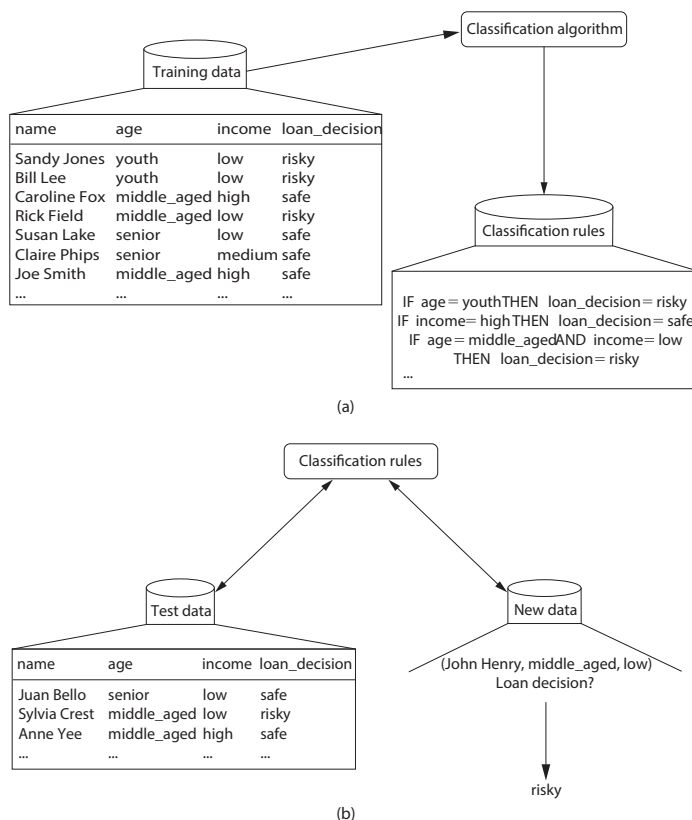 Classification algorithm
Training data
name age income loan_decision
Sandy Jones youth low risky
Bill Lee youth low risky
Caroline Fox middle_aged high safe
Rick Field middle_aged low risky
Susan Lake senior low safe
Claire Phips senior medium safe
Joe Smith middle_aged high safe
... ... ... ...
Classification rules
IF age = youth THEN loan_decision = risky
IF income = high THEN loan_decision = safe
IF age = middle_aged AND income = low
THEN loan_decision = risky
...
(a)
Classification rules
Test data
name age income loan_decision
Juan Bello senior low safe
Sylvia Crest middle_aged low risky
Anne Yee middle_aged high safe
... ... ... ...
New data
(John Henry, middle_aged, low)
Loan decision?
risky
(b)